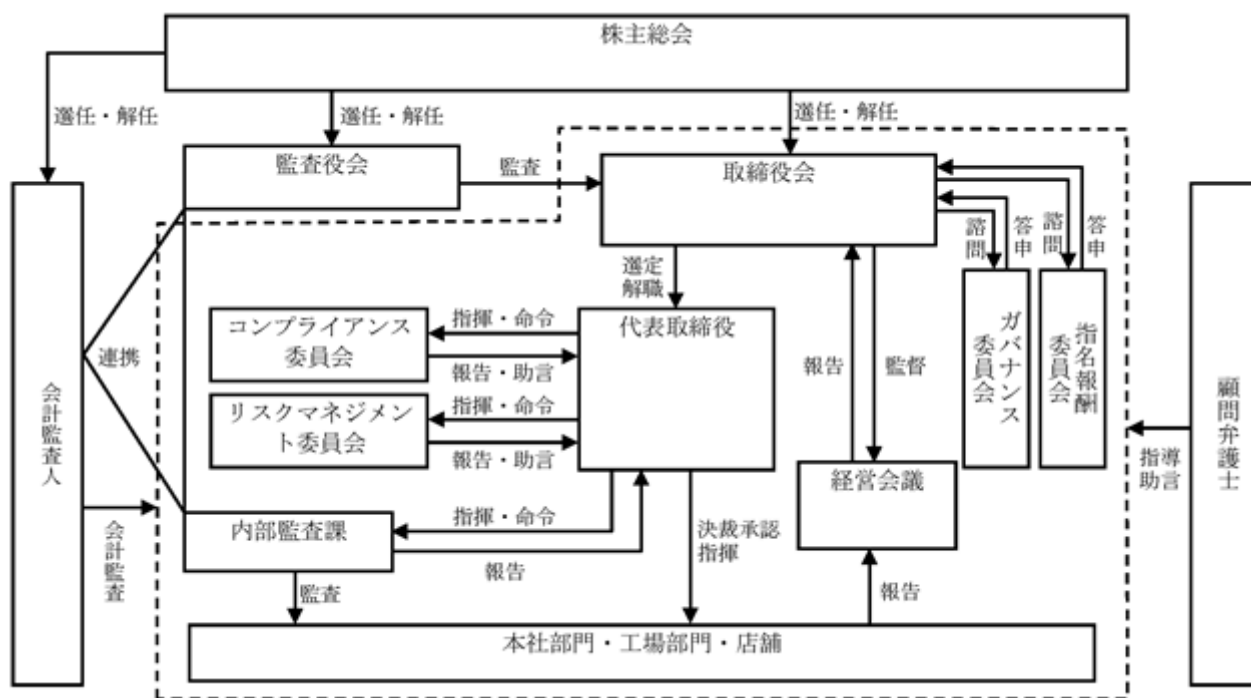 株主総会
選任・解任
選任・解任
選任・解任
監査役会
監査
取締役会
諮問
答申
諮問
答申
選定
解職
ガバナンス
委員会
指名報酬
委員会
コンプライアンス
委員会
指揮・命令
報告・助言
代表取締役
リスクマネジメン
ト委員会
指揮・命令
報告・助言
報告
監督
連携
会計監査人
会計監査
顧問弁護士
指導
助言
経営会議
内部監査課
指揮・命令
報告
決裁承認
指揮
監査
報告
本社部門・工場部門・店舗